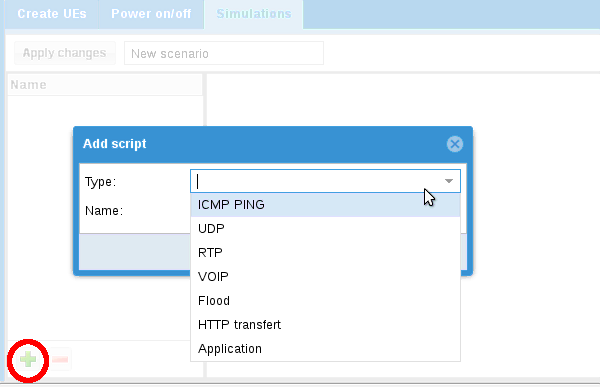 Create UEs Power on/off Simulations
Apply changes New scenario
Name
Add script
Type:
Name:
ICMP PING
UDP
RTP
VOIP
Flood
HTTP transfert
Application